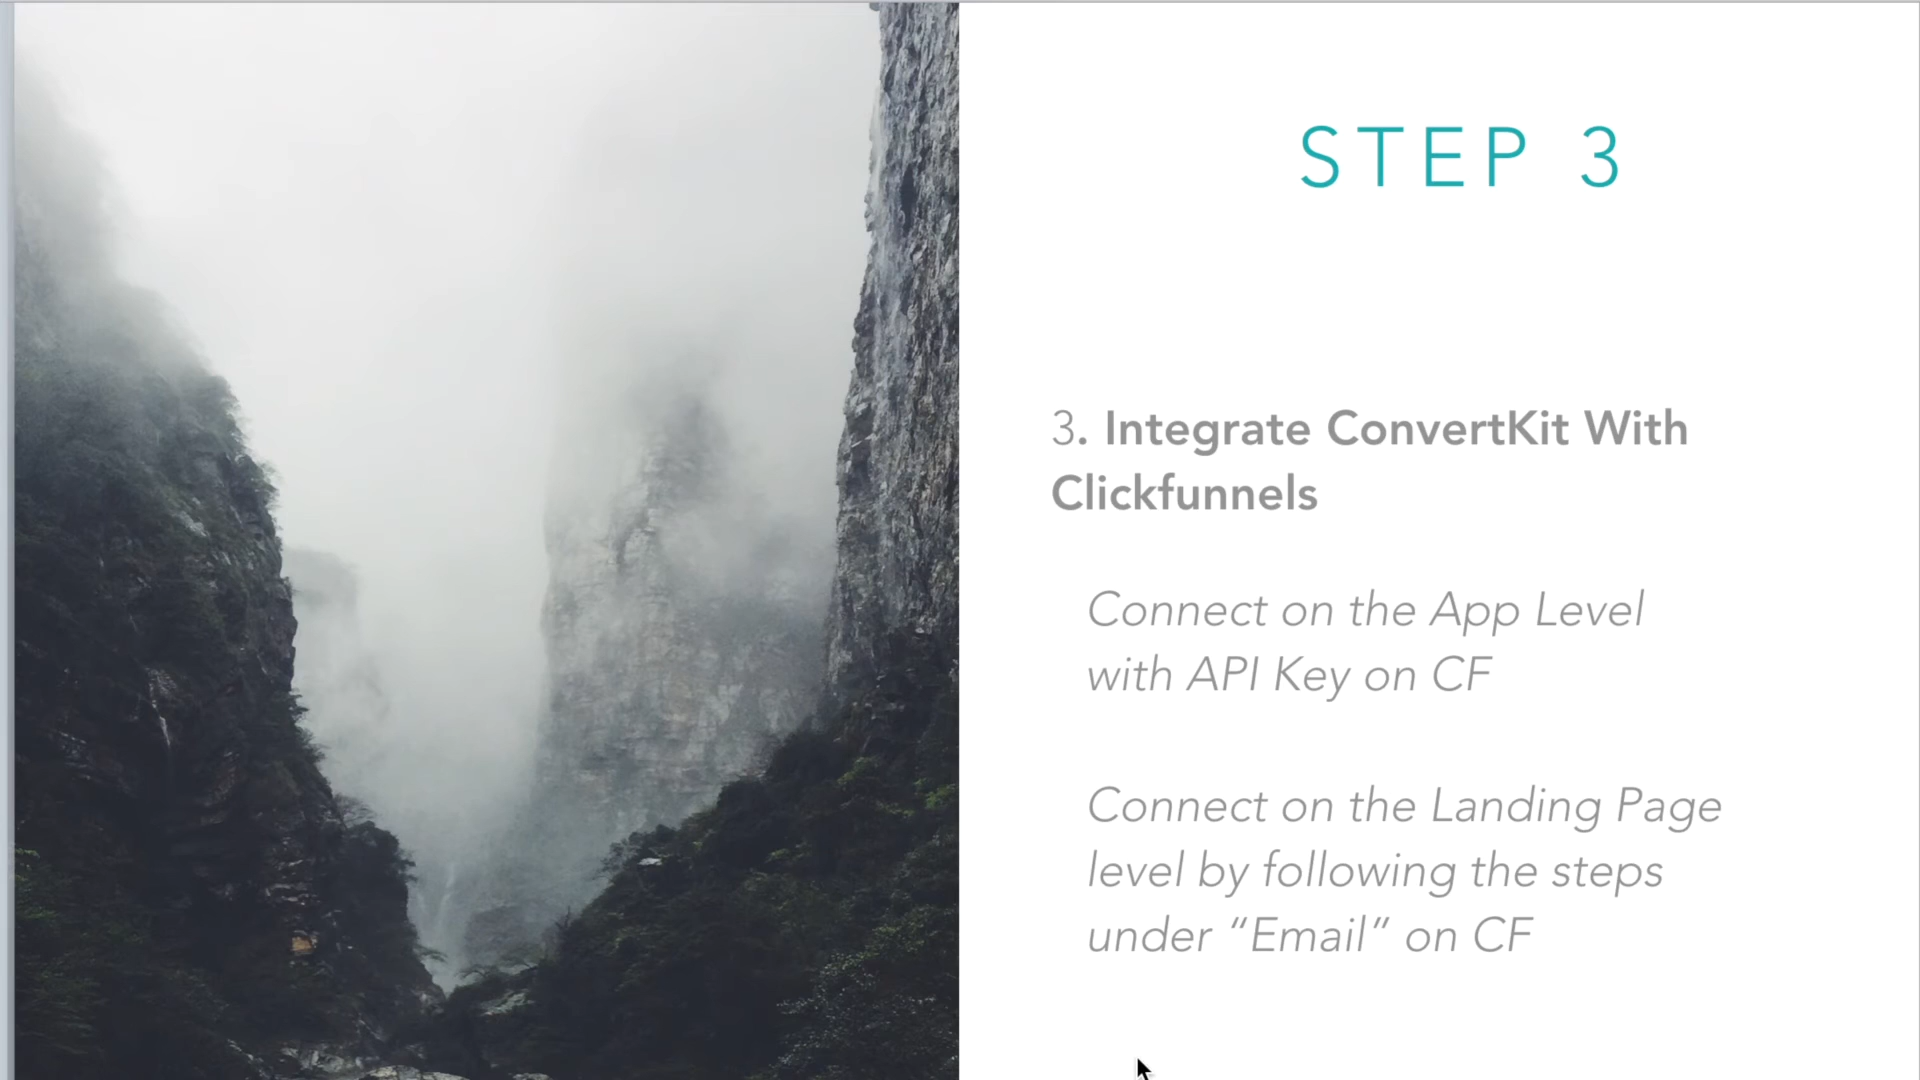 STEP 3
3. Integrate ConvertKit With
Clickfunnels
Connect on the App Level
with API Key on CF
Connect on the Landing Page
level by following the steps
under “Email” on CF